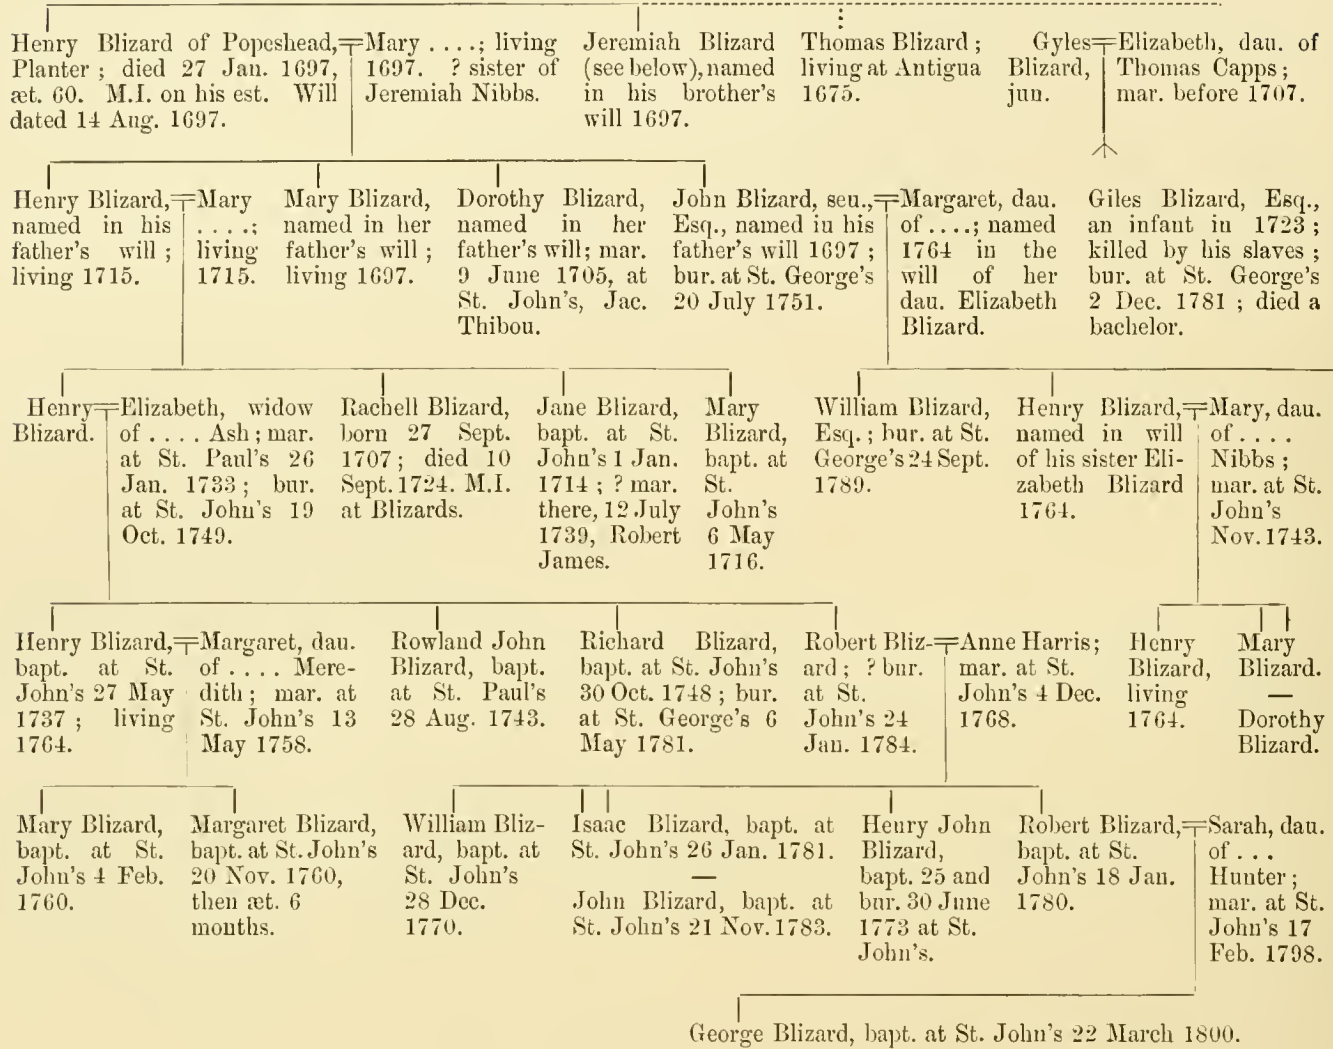 Henry Blizard of Popeshead,
Planter ; died 27 Jan. 1697,
æt. 60. M.I. on his est. Will
dated 14 Aug. 1697.
Mary . . . .; living
1697. ? sister of
Jeremiah Nibbs.
Jeremiah Blizard
(see below), named
in his brother's
will 1697.
Thomas Blizard ;
living at Antigua
1675.
Gyles
Blizard,
jun.
Elizabeth, dau. of
Thomas Capps ;
mar. before 1707.
Henry Blizard,
named in his
father's will ;
living 1715.
Mary
. . . .;
living
1715.
Mary Blizard,
named in her
father's will ;
living 1697.
Dorothy Blizard,
named in her
father's will; mar.
9 June 1705, at
St. John's, Jac.
Thibou.
John Blizard, sen.,
Esq., named in his
father's will 1697 ;
bur. at St. George's
20 July 1751.
Margaret, dau.
of . . . .; named
1764 in the
will of her
dau. Elizabeth
Blizard.
Giles Blizard, Esq.,
an infant in 1723 ;
killed by his slaves ;
bur. at St. George's
2 Dec. 1781 ; died a
bachelor.
Henry
Blizard.
Elizabeth, widow
of . . . . Ash ; mar.
at St. Paul's 26
Jan. 1733 ; bur.
at St. John's 19
Oct. 1749.
Rachell Blizard,
born 27 Sept.
1707 ; died 10
Sept. 1724. M.I.
at Blizards.
Jane Blizard,
bapt. at St.
John's 1 Jan.
1714 ; ? mar.
there, 12 July
1739, Robert
James.
Mary
Blizard,
bapt. at
St.
John's
6 May
1716.
William Blizard,
Esq. ; bur. at St.
George's 24 Sept.
1789.
Henry Blizard,
named in will
of his sister Eli-
zabeth Blizard
1764.
Mary, dau.
of . . . .
Nibbs ;
mar. at St.
John's
Nov. 1743.
Henry Blizard,
bapt. at St.
John's 27 May
1737 ; living
1764.
Margaret, dau.
of . . . . Mere-
dith ; mar. at
St. John's 13
May 1758.
Rowland John
Blizard, bapt.
at St. Paul's
28 Aug. 1743.
Richard Blizard,
bapt. at St. John's
30 Oct. 1748 ; bur.
at St. George's 6
May 1781.
Robert Bliz-
ard ; ? bur.
at St.
John's 24
Jan. 1784.
Anne Harris;
mar. at St.
John's 4 Dec.
1768.
Henry
Blizard,
living
1764.
Mary
Blizard.
—
Dorothy
Blizard.
Mary Blizard,
bapt. at St.
John's 4 Feb.
1760.
Margaret Blizard,
bapt. at St. John's
20 Nov. 1760,
then æt. 6
months.
William Bliz-
ard, bapt. at
St. John's
28 Dec.
1770.
Isaac Blizard, bapt. at
St. John's 26 Jan. 1781.
—
John Blizard, bapt. at
St. John's 21 Nov. 1783.
Henry John
Blizard,
bapt. 25 and
bur. 30 June
1773 at St.
John's.
Robert Blizard,
bapt. at St.
John's 18 Jan.
1780.
Sarah, dau.
of . . .
Hunter ;
mar. at St.
John's 17
Feb. 1798.
George Blizard, bapt. at St. John's 22 March 1800.